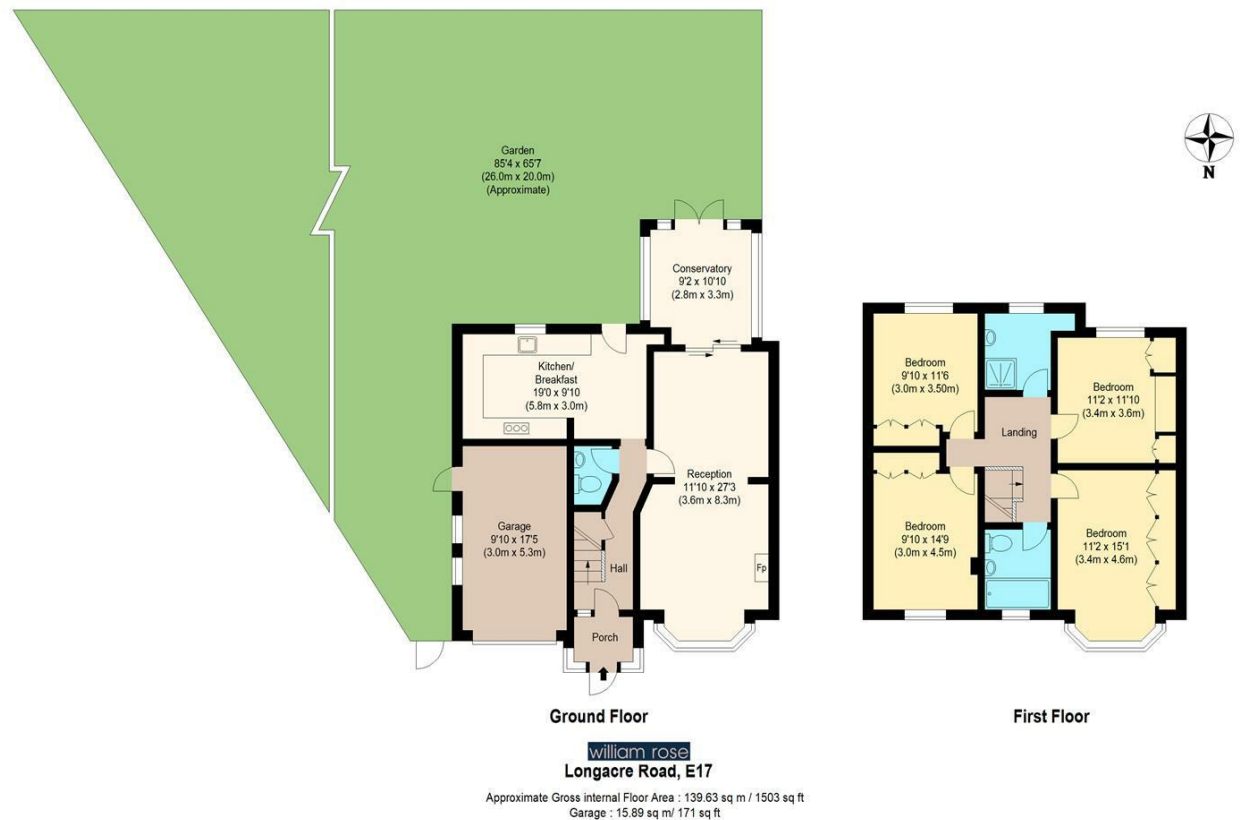 Garden
85'4 x 65'7
(26.0m x 20.0m)
(Approximate)
N
Conservatory
9'2 x 10'10
(2.8m x 3.3m)
Kitchen/
Breakfast
19'0 x 9'10
(5.8m x 3.0m)
Reception
11'10 x 27'3
(3.6m x 8.3m)
Garage
9'10 x 17'5
(3.0m x 5.3m)
Hall
Fp
Porch
Bedroom
9'10 x 11'6
(3.0m x 3.50m)
Bedroom
11'2 x 11'10
(3.4m x 3.6m)
Landing
Bedroom
9'10 x 14'9
(3.0m x 4.5m)
Bedroom
11'2 x 15'1
(3.4m x 4.6m)
Ground Floor
First Floor
william rose
Longacre Road, E17
Approximate Gross internal Floor Area : 139.63 sq m / 1503 sq ft
Garage : 15.89 sq m/ 171 sq ft